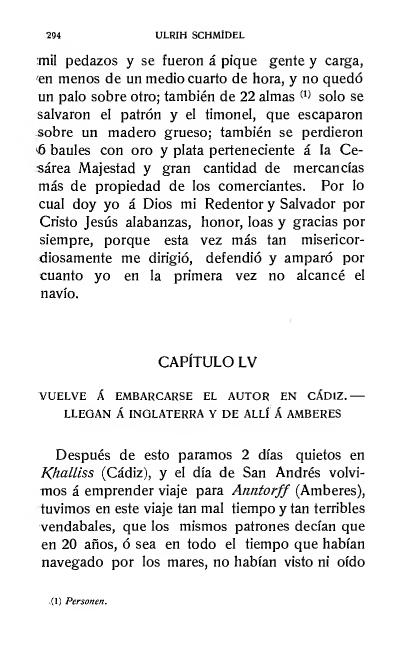 294 ULRIH SCHMÍDEL
mil pedazos y se fueron á pique gente y carga,
en menos de un medio cuarto de hora, y no quedó
un palo sobre otro; también de 22 almas (1) solo se
salvaron el patrón y el timonel, que escaparon
sobre un madero grueso; también se perdieron
6 baules con oro y plata perteneciente á la Ce-
sárea Majestad y gran cantidad de mercancías
más de propiedad de los comerciantes. Por lo
cual doy yo á Dios mi Redentor y Salvador por
Cristo Jesús alabanzas, honor, loas y gracias por
siempre, porque esta vez más tan misericor-
diosamente me dirigió, defendió y amparó por
cuanto yo en la primera vez no alcancé el
navío.
CAPÍTULO LV
VUELVE Á EMBARCARSE EL AUTOR EN CÁDIZ.—
LLEGAN Á INGLATERRA Y DE ALLÍ Á AMBERES
Después de esto paramos 2 días quietos en
Khalliss (Cádiz), y el día de San Andrés volvi-
mos á emprender viaje para Anntorff (Amberes),
tuvimos en este viaje tan mal tiempo y tan terribles
vendabales, que los mismos patrones decían que
en 20 años, ó sea en todo el tiempo que habían
navegado por los mares, no habían visto ni oído
(1) Personen.